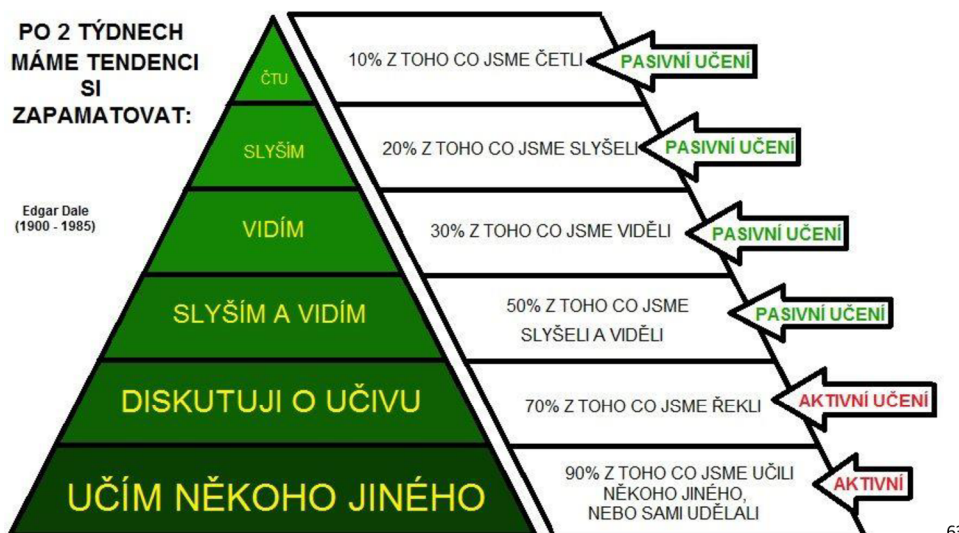 PO 2 TÝDNECH
MÁME TENDENCI
SI
ZAPAMATOVAT:
Edgar Dale
(1900 - 1985)
ČTU
10% Z TOHO CO JSME ČETLI
PASIVNÍ UČENÍ
SLYŠÍM
20% Z TOHO CO JSME SLYŠELI
PASIVNÍ UČENÍ
VIDÍM
30% Z TOHO CO JSME VIDĚLI
PASIVNÍ UČENÍ
SLYŠÍM A VIDÍM
50% Z TOHO CO JSME
SLYŠELI A VIDĚLI
PASIVNÍ UČENÍ
DISKUTUJI O UČIVU
70% Z TOHO CO JSME ŘEKLI
AKTIVNÍ UČENÍ
UČÍM NĚKOHO JINÉHO
90% Z TOHO CO JSME UČILI
NĚKOHO JINÉHO,
NEBO SAMI UDĚLALI
AKTIVNÍ